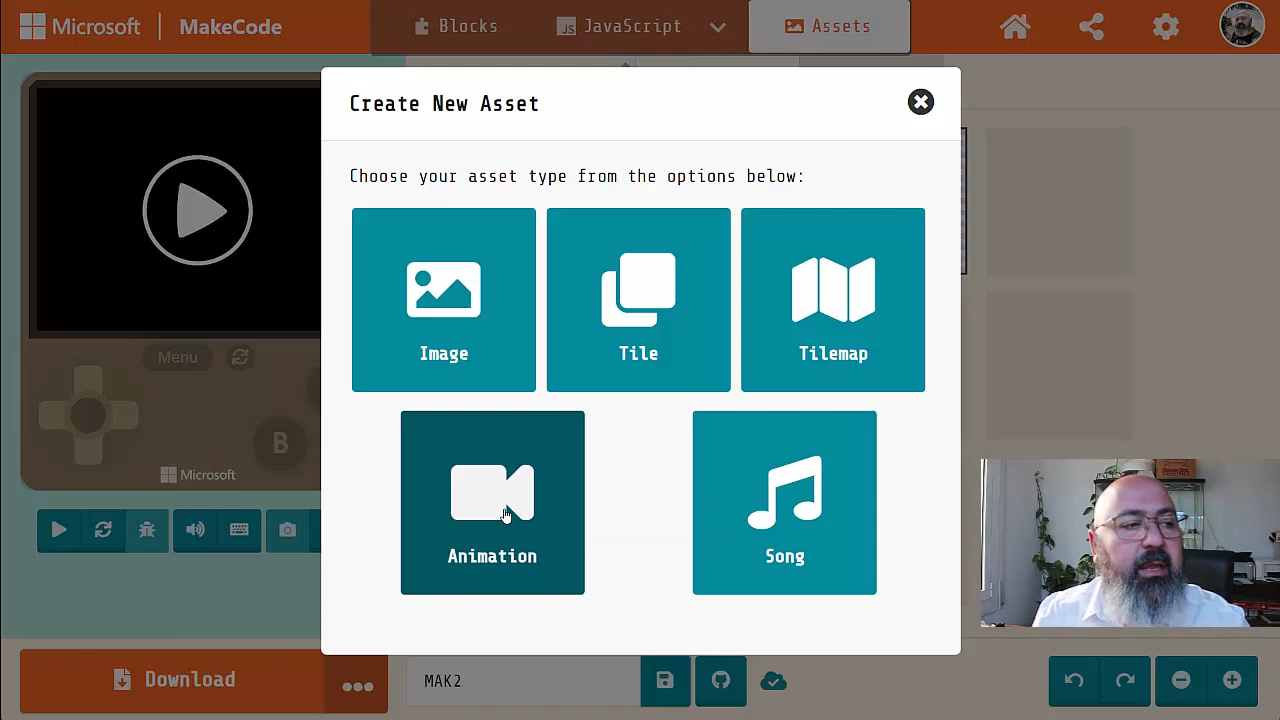 Microsoft
MakeCode
Blocks
JS
JavaScript
Assets
Create New Asset
Choose your asset type from the options below:
Image
Tile
Tilemap
Animation
Song
Menu
B
Microsoft
Download
MAK2